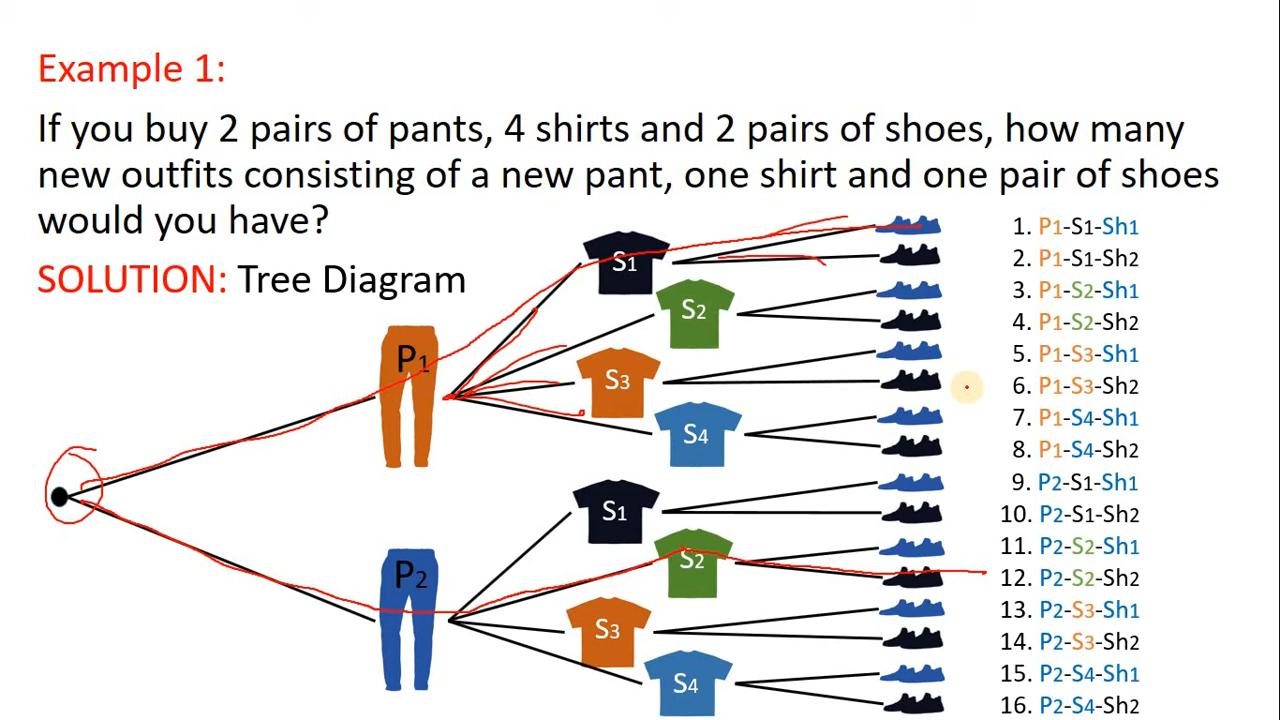 Example 1:
If you buy 2 pairs of pants, 4 shirts and 2 pairs of shoes, how many
new outfits consisting of a new pant, one shirt and one pair of shoes
would you have?
SOLUTION: Tree Diagram
P1
S1
S2
S3
S4
P2
S1
S2
S3
S4
1. P1-S1-Sh1
2. P1-S1-Sh2
3. P1-S2-Sh1
4. P1-S2-Sh2
5. P1-S3-Sh1
6. P1-S3-Sh2
7. P1-S4-Sh1
8. P1-S4-Sh2
9. P2-S1-Sh1
10. P2-S1-Sh2
11. P2-S2-Sh1
12. P2-S2-Sh2
13. P2-S3-Sh1
14. P2-S3-Sh2
15. P2-S4-Sh1
16. P2-S4-Sh2